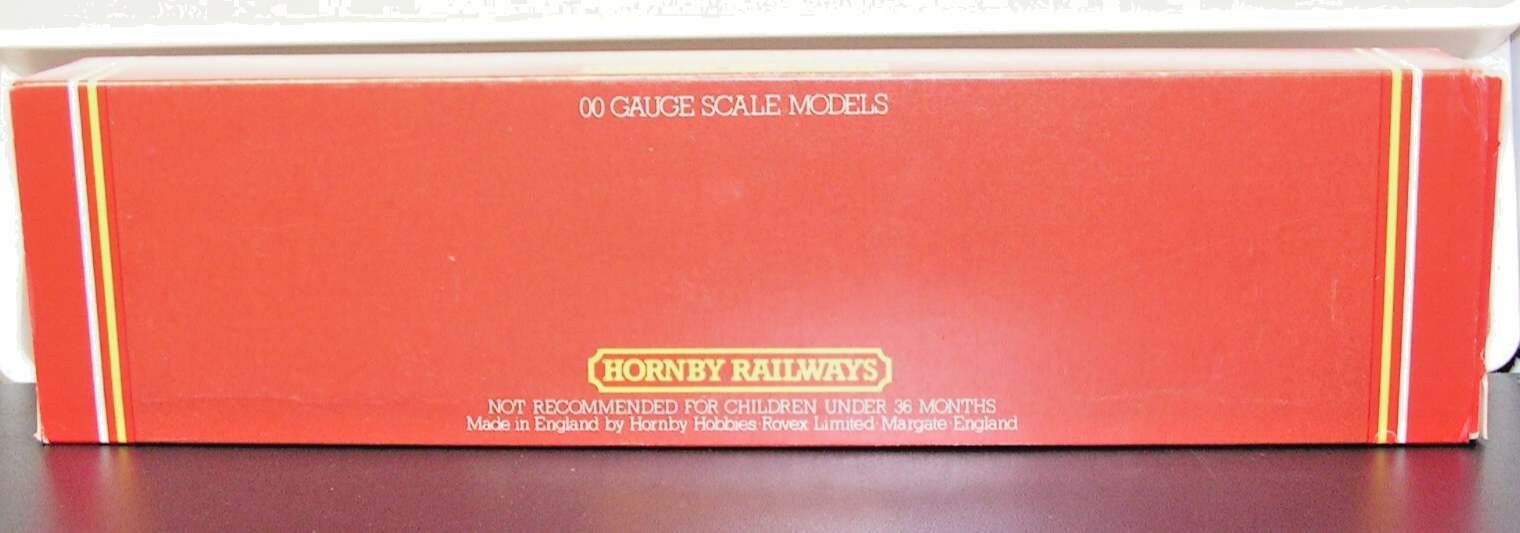 00 GAUGE SCALE MODELS
HORNBY RAILWAYS
NOT RECOMMENDED FOR CHILDREN UNDER 36 MONTHS
Made in England by Hornby Hobbies·Rovex Limited·Margate·England